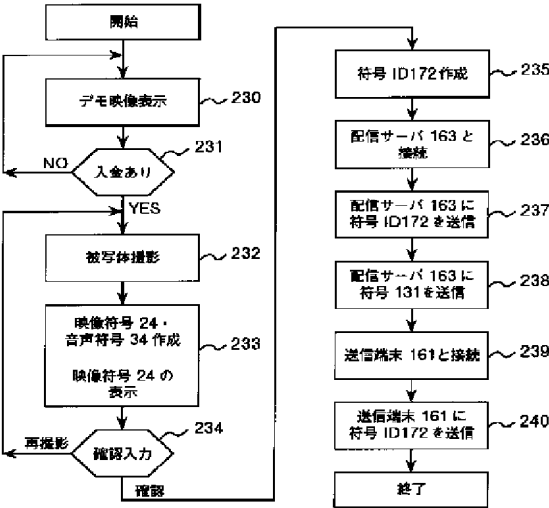 開始
デモ映像表示
230
231
入金あり
NO
YES
被写体撮影
232
映像符号 24・
音声符号 34 作成
映像符号 24 の
表示
233
234
確認入力
再撮影
確認
符号 ID172 作成
235
配信サーバ 163 と
接続
236
配信サーバ 163 に
符号 ID172 を送信
237
配信サーバ 163 に
符号 131 を送信
238
送信端末 161 と接続
239
送信端末 161 に
符号 ID172 を送信
240
終了